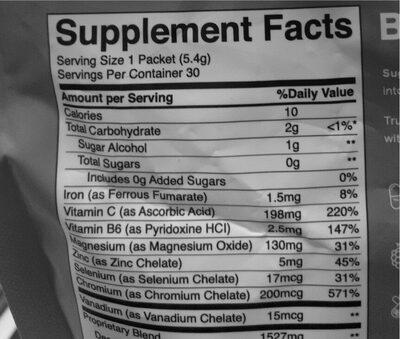 Supplement Facts
Serving Size 1 Packet (5.4g)
Servings Per Container 30
Amount per Serving %Daily Value
Calories 10
Total Carbohydrate 2g <1%*
Sugar Alcohol 1g **
Total Sugars 0g **
Includes 0g Added Sugars 0%
Iron (as Ferrous Fumarate) 1.5mg 8%
Vitamin C (as Ascorbic Acid) 198mg 220%
Vitamin B6 (as Pyridoxine HCl) 2.5mg 147%
Magnesium (as Magnesium Oxide) 130mg 31%
Zinc (as Zinc Chelate) 5mg 45%
Selenium (as Selenium Chelate) 17mcg 31%
Chromium (as Chromium Chelate) 200mcg 571%
Vanadium (as Vanadium Chelate) 15mcg **
Proprietary Blend 1527mg **
B
Sug
into
Tru
with